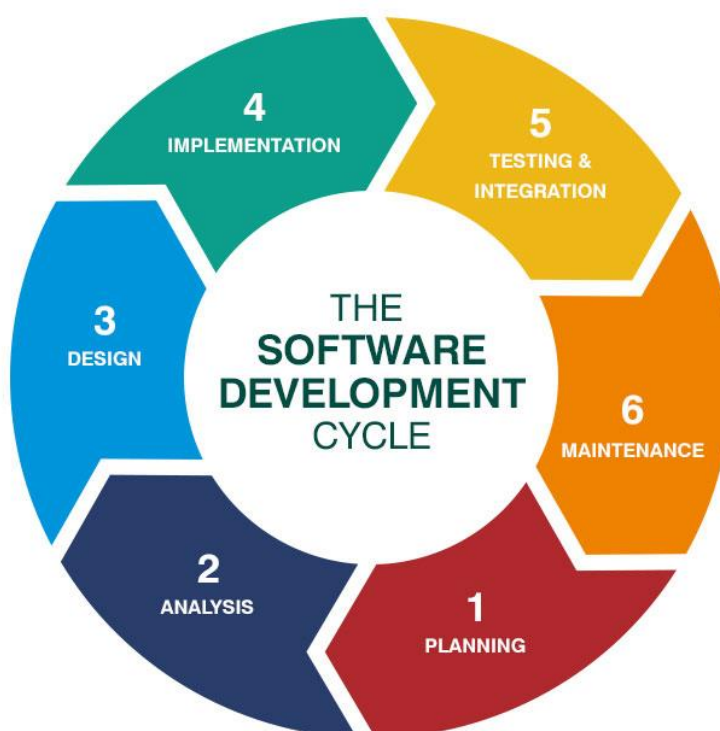 THE
SOFTWARE
DEVELOPMENT
CYCLE
1
PLANNING
2
ANALYSIS
3
DESIGN
4
IMPLEMENTATION
5
TESTING &
INTEGRATION
6
MAINTENANCE